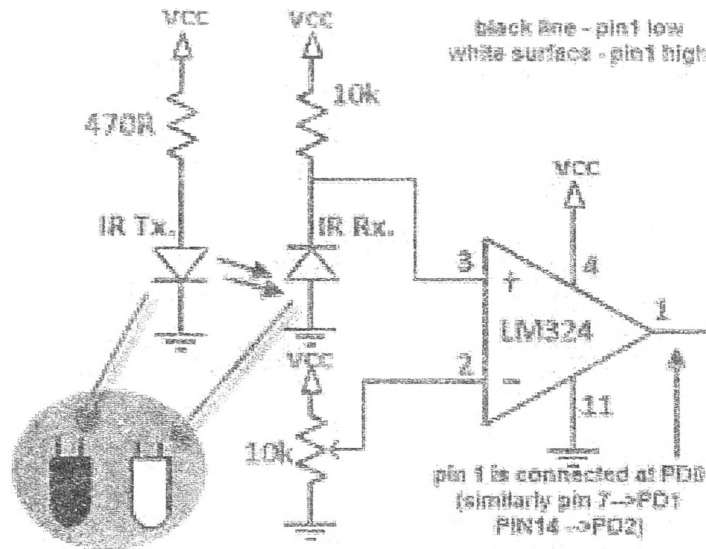 VCC
VCC
black line - pin1 low
white surface - pin1 high
470R
10k
VCC
IR Tx.
IR Rx.
3
+
4
LM324
1
2
-
11
VCC
10k
pin 1 is connected at PD0
(similarly pin 7-->PD1
PIN14 -->PD2)